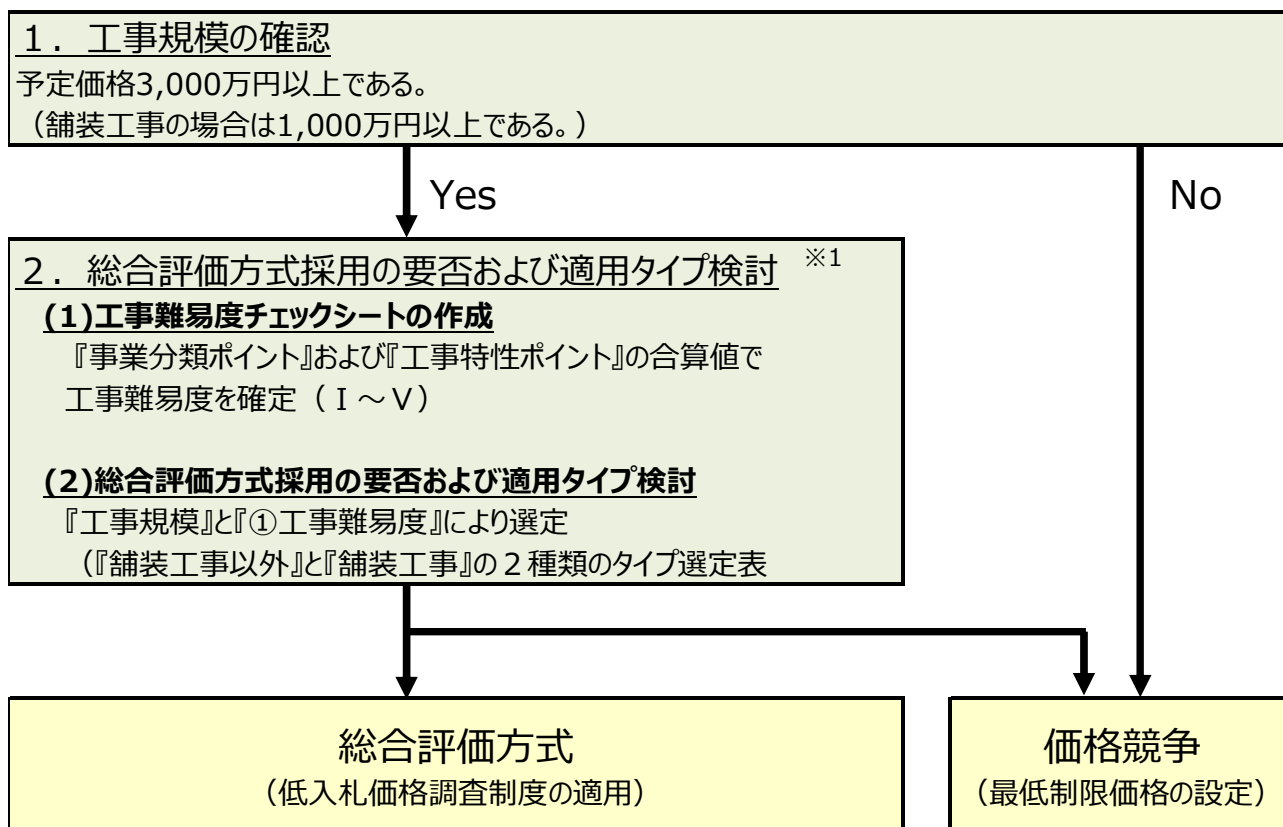 １．工事規模の確認
予定価格3,000万円以上である。
（舗装工事の場合は1,000万円以上である。）
Yes
No
２．総合評価方式採用の要否および適用タイプ検討 ※1
(1)工事難易度チェックシートの作成
『事業分類ポイント』および『工事特性ポイント』の合算値で
工事難易度を確定（Ⅰ～Ⅴ）
(2)総合評価方式採用の要否および適用タイプ検討
『工事規模』と『①工事難易度』により選定
（『舗装工事以外』と『舗装工事』の２種類のタイプ選定表
総合評価方式
（低入札価格調査制度の適用）
価格競争
（最低制限価格の設定）